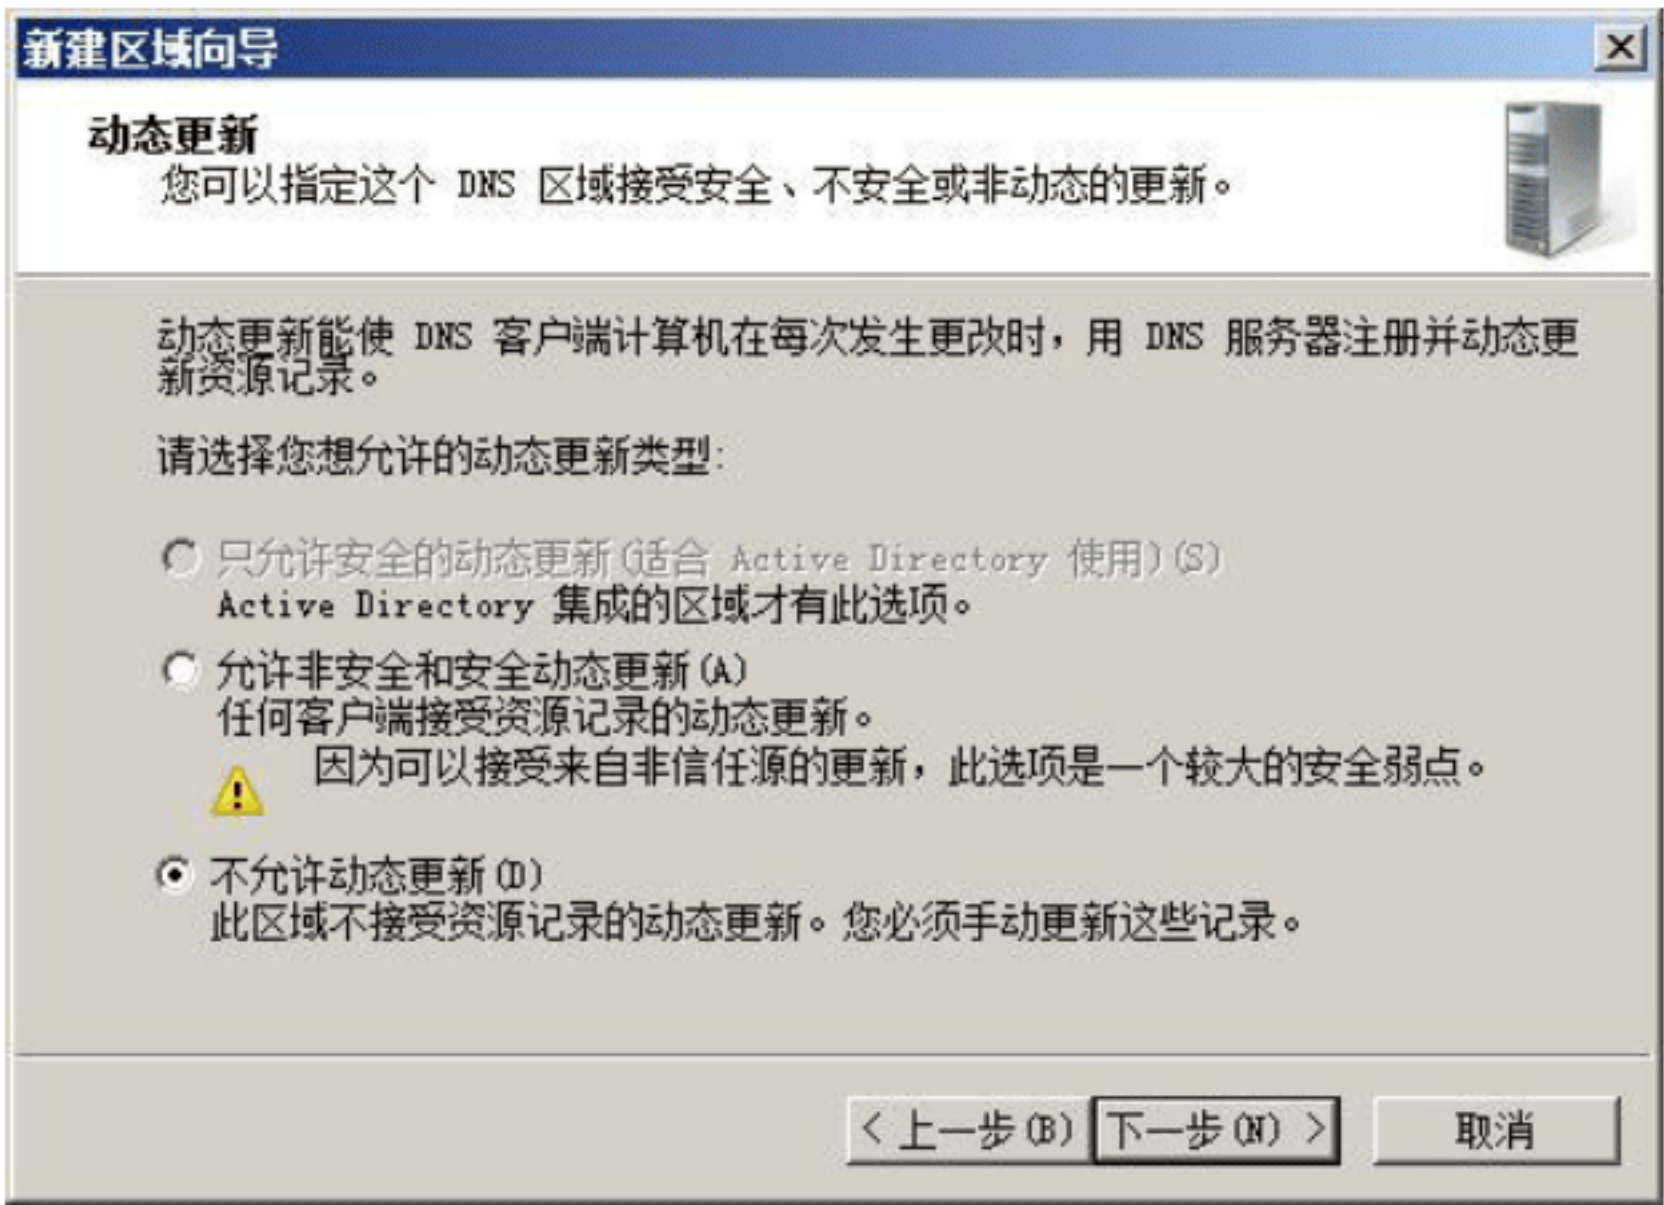 新建区域向导
动态更新
您可以指定这个 DNS 区域接受安全、不安全或非动态的更新。
动态更新能使 DNS 客户端计算机在每次发生更改时，用 DNS 服务器注册并动态更
新资源记录。
请选择您想允许的动态更新类型:
只允许安全的动态更新(适合 Active Directory 使用)(S)
Active Directory 集成的区域才有此选项。
允许非安全和安全动态更新(A)
任何客户端接受资源记录的动态更新。
因为可以接受来自非信任源的更新，此选项是一个较大的安全弱点。
不允许动态更新(D)
此区域不接受资源记录的动态更新。您必须手动更新这些记录。
< 上一步(B) 下一步(N) > 取消